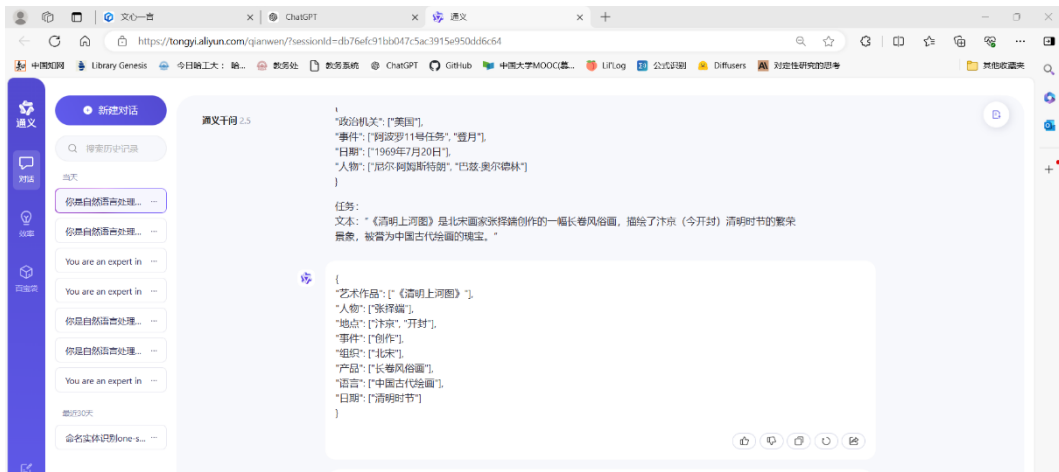 文心一言
ChatGPT
通义
https://tongyi.aliyun.com/qianwen/?sessionId=db76efc91bb047c5ac3915e950dd6c64
中国知网
Library Genesis
今日哈工大： 哈...
教务处
教务系统
ChatGPT
GitHub
中国大学MOOC(慕...
Lil'Log
公式识别
Diffusers
对定性研究的思考
其他收藏夹
通义
对话
效率
百宝袋
新建对话
搜索历史记录
当天
你是自然语言处理...
你是自然语言处理...
You are an expert in
You are an expert in
你是自然语言处理...
你是自然语言处理...
You are an expert in
最近30天
命名实体识别one-s...
通义千问 2.5
{
"政治机关": ["美国"],
"事件": ["阿波罗11号任务", "登月"],
"日期": ["1969年7月20日"],
"人物": ["尼尔·阿姆斯特朗", "巴兹·奥尔德林"]
}
任务：
文本："《清明上河图》是北宋画家张择端创作的一幅长卷风俗画，描绘了汴京（今开封）清明时节的繁荣
景象，被誉为中国古代绘画的瑰宝。"
{
"艺术作品": ["《清明上河图》"],
"人物": ["张择端"],
"地点": ["汴京", "开封"],
"事件": ["创作"],
"组织": ["北宋"],
"产品": ["长卷风俗画"],
"语言": ["中国古代绘画"],
"日期": ["清明时节"]
}